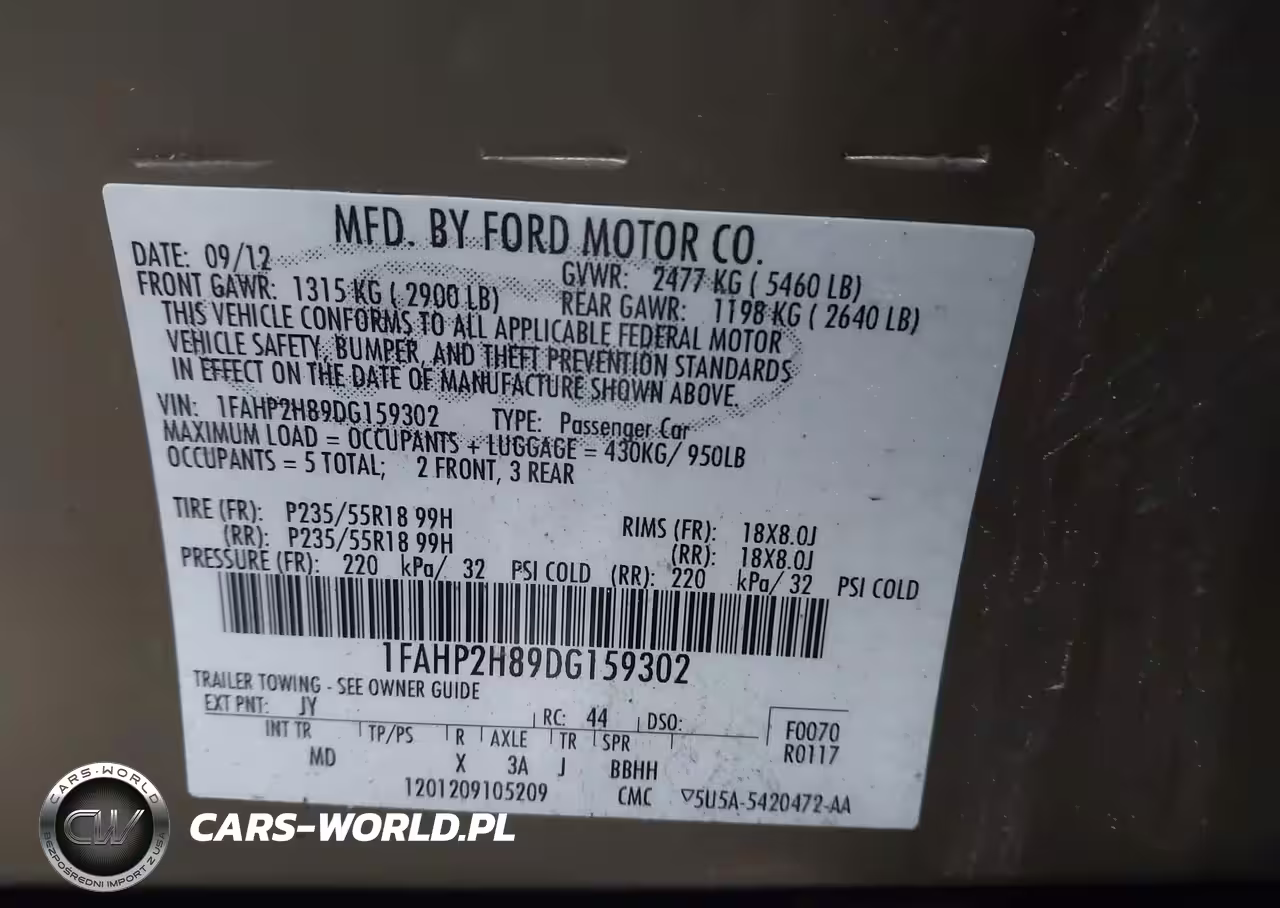 MFD. BY FORD MOTOR CO.
DATE: 09/12 GVWR: 2477 KG ( 5460 LB)
FRONT GAWR: 1315 KG ( 2900 LB) REAR GAWR: 1198 KG ( 2640 LB)
THIS VEHICLE CONFORMS TO ALL APPLICABLE FEDERAL MOTOR
VEHICLE SAFETY, BUMPER, AND THEFT PREVENTION STANDARDS
IN EFFECT ON THE DATE OF MANUFACTURE SHOWN ABOVE.
VIN: 1FAHP2H89DG159302 TYPE: Passenger Car
MAXIMUM LOAD = OCCUPANTS + LUGGAGE = 430KG/ 950LB
OCCUPANTS = 5 TOTAL; 2 FRONT, 3 REAR
TIRE (FR): P235/55R18 99H RIMS (FR): 18X8.0J
(RR): P235/55R18 99H (RR): 18X8.0J
PRESSURE (FR): 220 kPa/ 32 PSI COLD (RR): 220 kPa/ 32 PSI COLD
1FAHP2H89DG159302
TRAILER TOWING - SEE OWNER GUIDE
EXT PNT: JY RC: 44 DSO: F0070
INT TR TP/PS R AXLE TR SPR R0117
MD X 3A J BBHH
1201209105209 CMC ▽5U5A-5420472-AA
CARS-WORLD
CW
BEZPOŚREDNI IMPORT Z USA
CARS-WORLD.PL